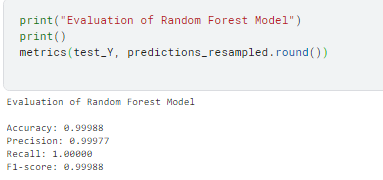 print("Evaluation of Random Forest Model")
print()
metrics(test_Y, predictions_resampled.round())
Evaluation of Random Forest Model
Accuracy: 0.99988
Precision: 0.99977
Recall: 1.00000
F1-score: 0.99988